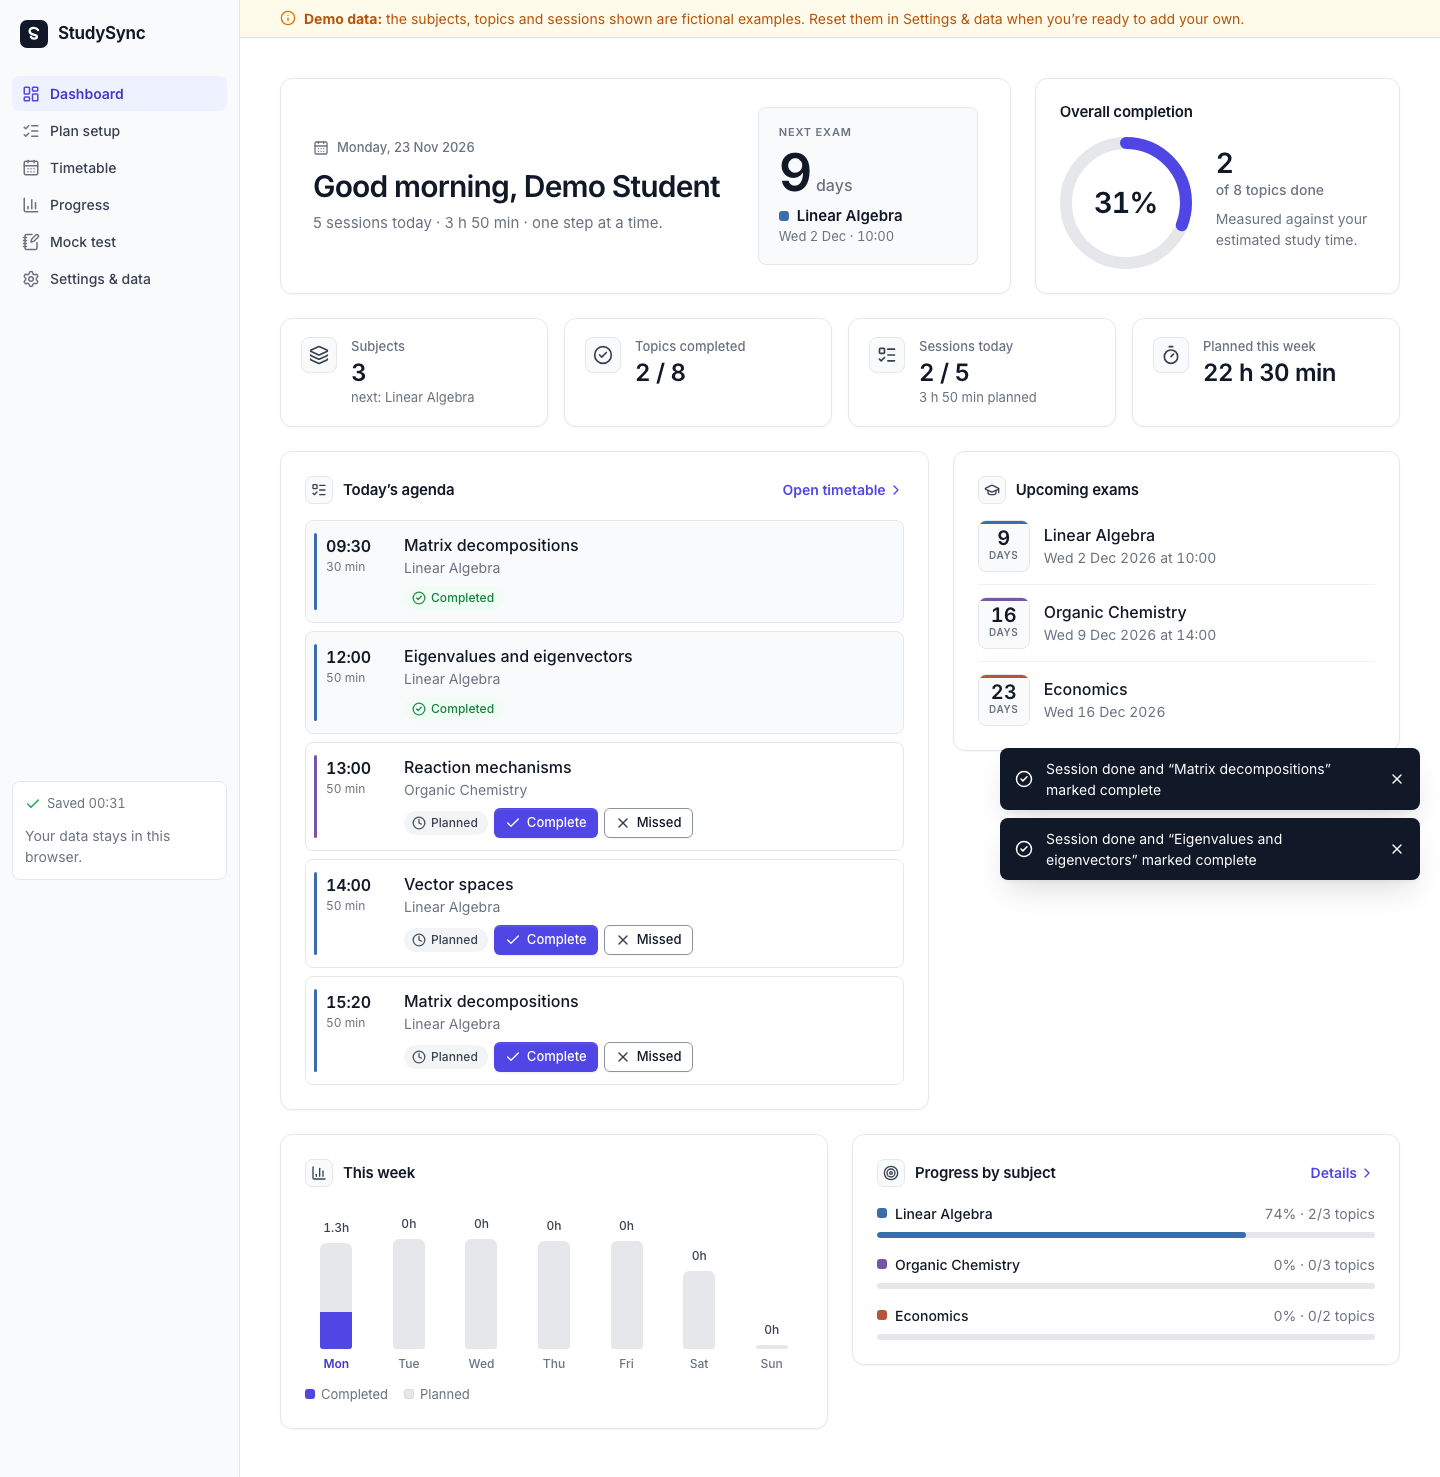 StudySync
Dashboard
Plan setup
Timetable
Progress
Mock test
Settings & data
Saved 00:31
Your data stays in this
browser.
Demo data: the subjects, topics and sessions shown are fictional examples. Reset them in Settings & data when you’re ready to add your own.
Monday, 23 Nov 2026
Good morning, Demo Student
5 sessions today · 3 h 50 min · one step at a time.
NEXT EXAM
9 days
Linear Algebra
Wed 2 Dec · 10:00
Overall completion
31%
2
of 8 topics done
Measured against your
estimated study time.
Subjects
3
next: Linear Algebra
Topics completed
2 / 8
Sessions today
2 / 5
3 h 50 min planned
Planned this week
22 h 30 min
Today’s agenda
Open timetable
09:30
30 min
Matrix decompositions
Linear Algebra
Completed
12:00
50 min
Eigenvalues and eigenvectors
Linear Algebra
Completed
13:00
50 min
Reaction mechanisms
Organic Chemistry
Planned
Complete
Missed
14:00
50 min
Vector spaces
Linear Algebra
Planned
Complete
Missed
15:20
50 min
Matrix decompositions
Linear Algebra
Planned
Complete
Missed
Upcoming exams
9
DAYS
Linear Algebra
Wed 2 Dec 2026 at 10:00
16
DAYS
Organic Chemistry
Wed 9 Dec 2026 at 14:00
23
DAYS
Economics
Wed 16 Dec 2026
Session done and “Matrix decompositions”
marked complete
Session done and “Eigenvalues and
eigenvectors” marked complete
This week
1.3h
0h
0h
0h
0h
0h
0h
Mon
Tue
Wed
Thu
Fri
Sat
Sun
Completed
Planned
Progress by subject
Details
Linear Algebra
74% · 2/3 topics
Organic Chemistry
0% · 0/3 topics
Economics
0% · 0/2 topics